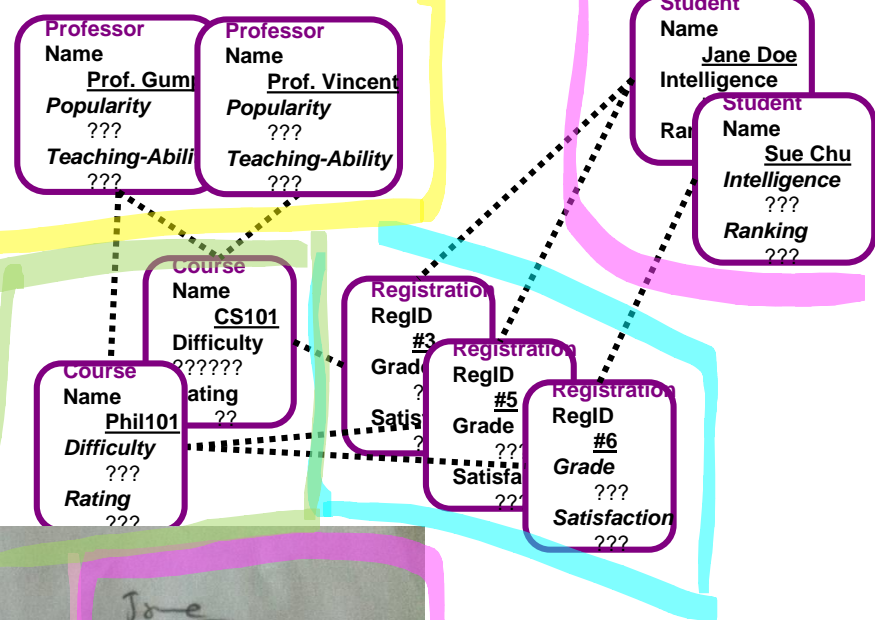 Professor
Name
Prof. Gump
Popularity
???
Teaching-Abili
???
Professor
Name
Prof. Vincent
Popularity
???
Teaching-Ability
???
Student
Name
Jane Doe
Intelligence
Ran
Student
Name
Sue Chu
Intelligence
???
Ranking
???
Course
Name
CS101
Difficulty
??????
ating
??
Course
Name
Phil101
Difficulty
???
Rating
???
Registration
RegID
#3
Grade
?
Satis
?
Registration
RegID
#5
Grade
???
Satisfa
???
Registration
RegID
#6
Grade
???
Satisfaction
???